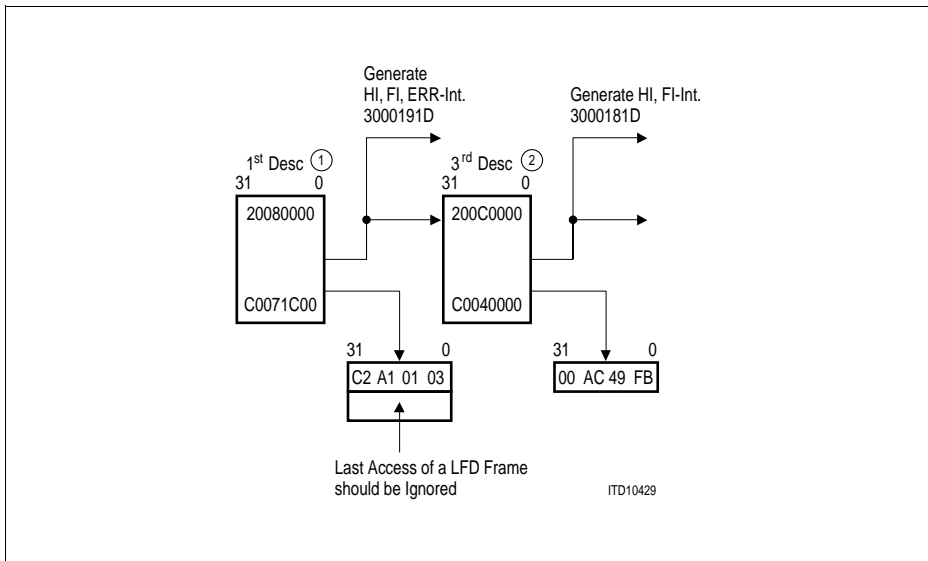 Generate
HI, FI, ERR-Int.
3000191D
Generate HI, FI-Int.
3000181D
1st Desc 1
31 0
20080000
C0071C00
3rd Desc 2
31 0
200C0000
C0040000
31 0
C2 A1 01 03
31 0
00 AC 49 FB
Last Access of a LFD Frame
should be Ignored
ITD10429